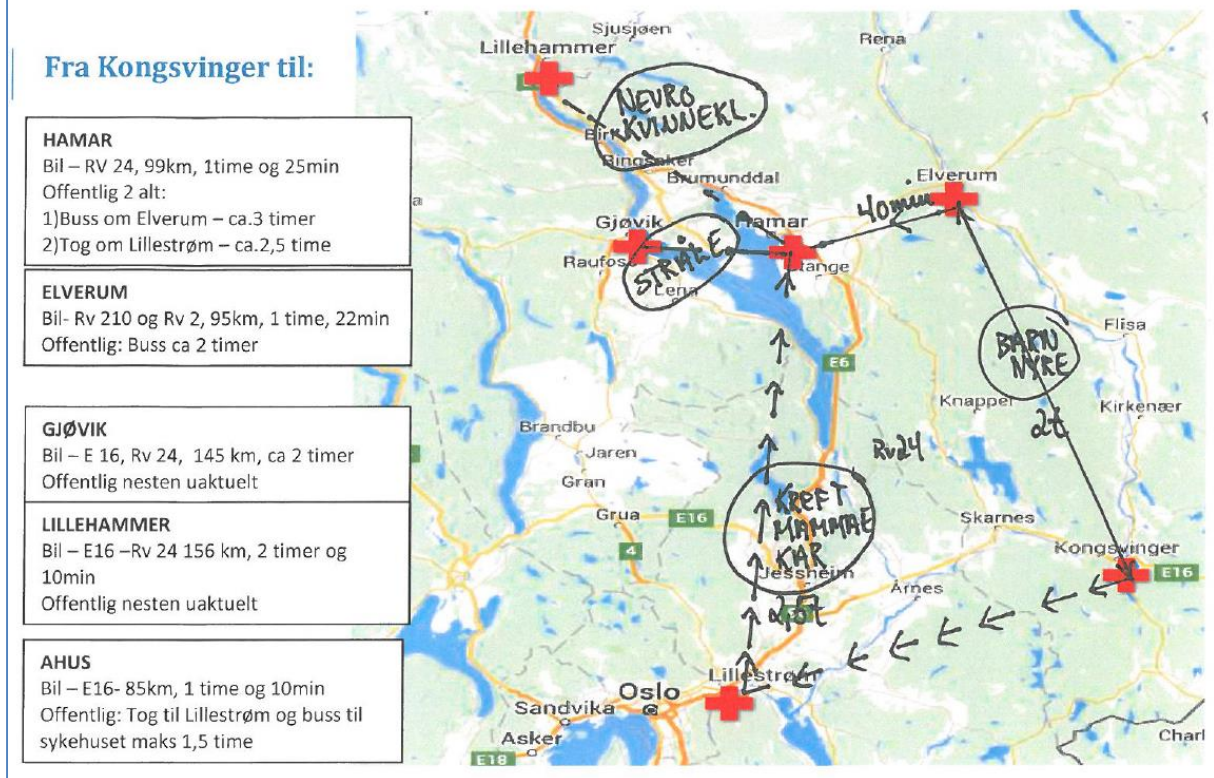 Fra Kongsvinger til:
HAMAR
Bil – RV 24, 99km, 1time og 25min
Offentlig 2 alt:
1)Buss om Elverum – ca.3 timer
2)Tog om Lillestrøm – ca.2,5 time
ELVERUM
Bil- Rv 210 og Rv 2, 95km, 1 time, 22min
Offentlig: Buss ca 2 timer
GJØVIK
Bil – E 16, Rv 24, 145 km, ca 2 timer
Offentlig nesten uaktuelt
LILLEHAMMER
Bil – E16 –Rv 24 156 km, 2 timer og
10min
Offentlig nesten uaktuelt
AHUS
Bil – E16- 85km, 1 time og 10min
Offentlig: Tog til Lillestrøm og buss til
sykehuset maks 1,5 time
Sjusjøen
Lillehammer
Rena
NEVRO
KVINNEKL.
Ringsaker
Brumunddal
Elverum
40min
Gjøvik
Hamar
Raufoss
STRÅLE
Stange
Lena
Flisa
E6
BARN
NYRE
Knapper
Kirkenær
2t
Brandbu
Jaren
Rv24
Gran
KREFT
MAMMAE
KAR
Grua
E16
Skarnes
4
Kongsvinger
E16
Jessheim
Årnes
2,5t
Lillestrøm
Oslo
Sandvika
Asker
E18
Charl